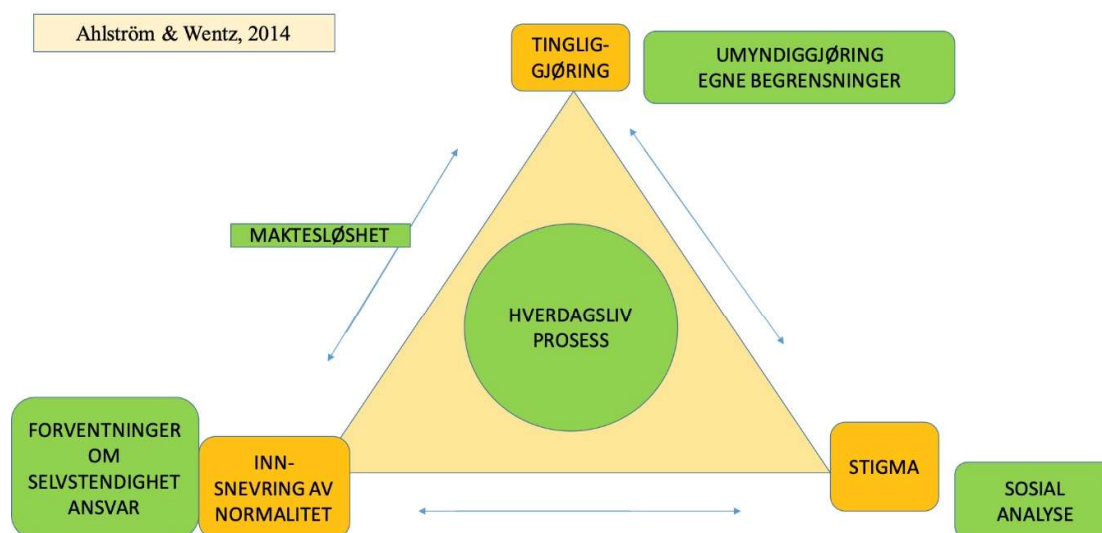 Ahlström & Wentz, 2014
TINGLIG-
GJØRING
UMYNDIGGJØRING
EGNE BEGRENSNINGER
MAKTESLØSHET
HVERDAGSLIV
PROSESS
FORVENTNINGER
OM
SELVSTENDIGHET
ANSVAR
INN-
SNEVRING AV
NORMALITET
STIGMA
SOSIAL
ANALYSE